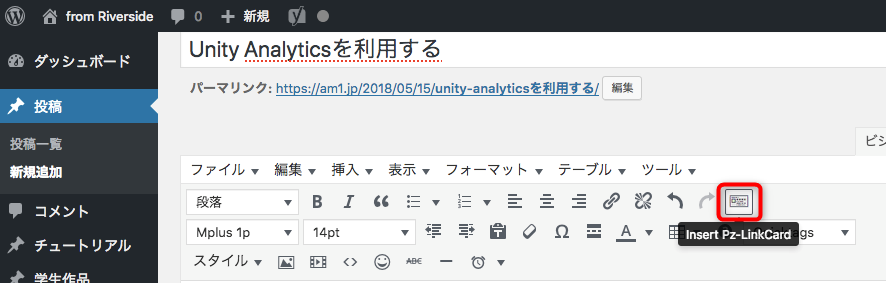 from Riverside 0 新規
ダッシュボード
投稿
投稿一覧
新規追加
コメント
チュートリアル
学生作品
Unity Analyticsを利用する
パーマリンク: https://am1.jp/2018/05/15/unity-analyticsを利用する/ 編集
ビジ
ファイル 編集 挿入 表示 フォーマット テーブル ツール
段落
Mplus 1p 14pt
Insert Pz-LinkCard
スタイル